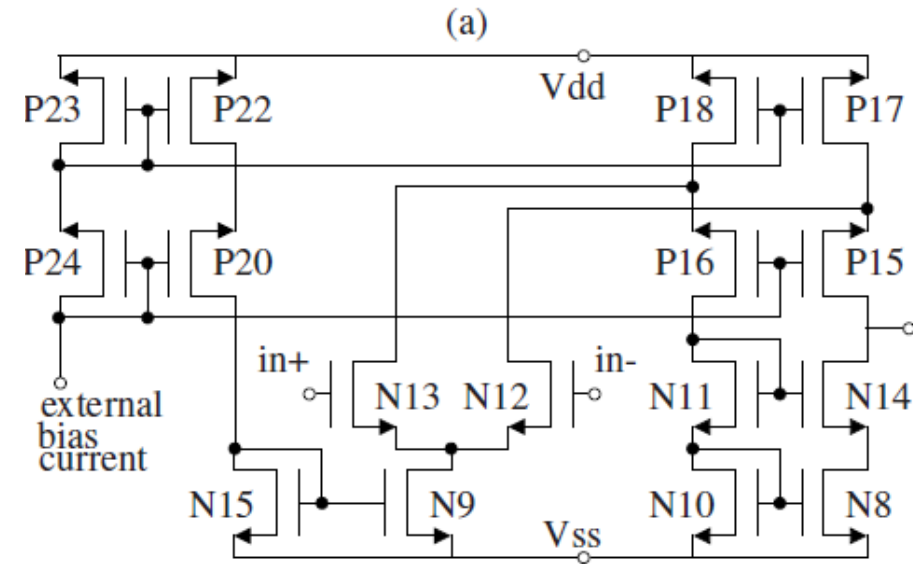 (a)
Vdd
P23 P22 P18 P17
P24 P20 P16 P15
in+ in-
N13 N12 N11 N14
external
bias
current
N15 N9 N10 N8
Vss